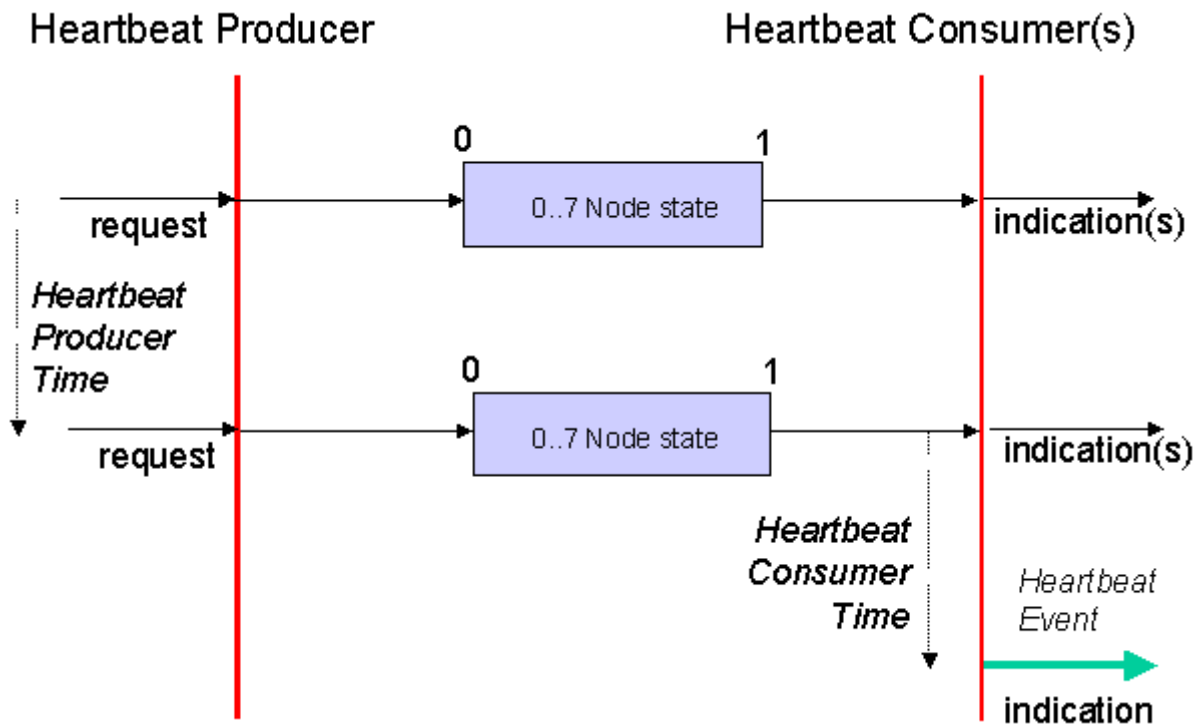 Heartbeat Producer
Heartbeat Consumer(s)
0
1
0..7 Node state
request
indication(s)
Heartbeat
Producer
Time
0
1
0..7 Node state
request
indication(s)
Heartbeat
Consumer
Time
Heartbeat
Event
indication